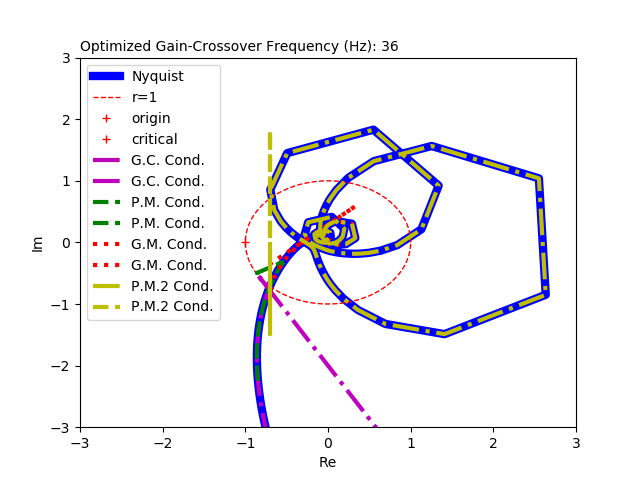 Optimized Gain-Crossover Frequency (Hz): 36
3
2
1
0
−1
−2
−3
Im
Nyquist
r=1
origin
critical
G.C. Cond.
G.C. Cond.
P.M. Cond.
P.M. Cond.
G.M. Cond.
G.M. Cond.
P.M.2 Cond.
P.M.2 Cond.
−3
−2
−1
0
1
2
3
Re